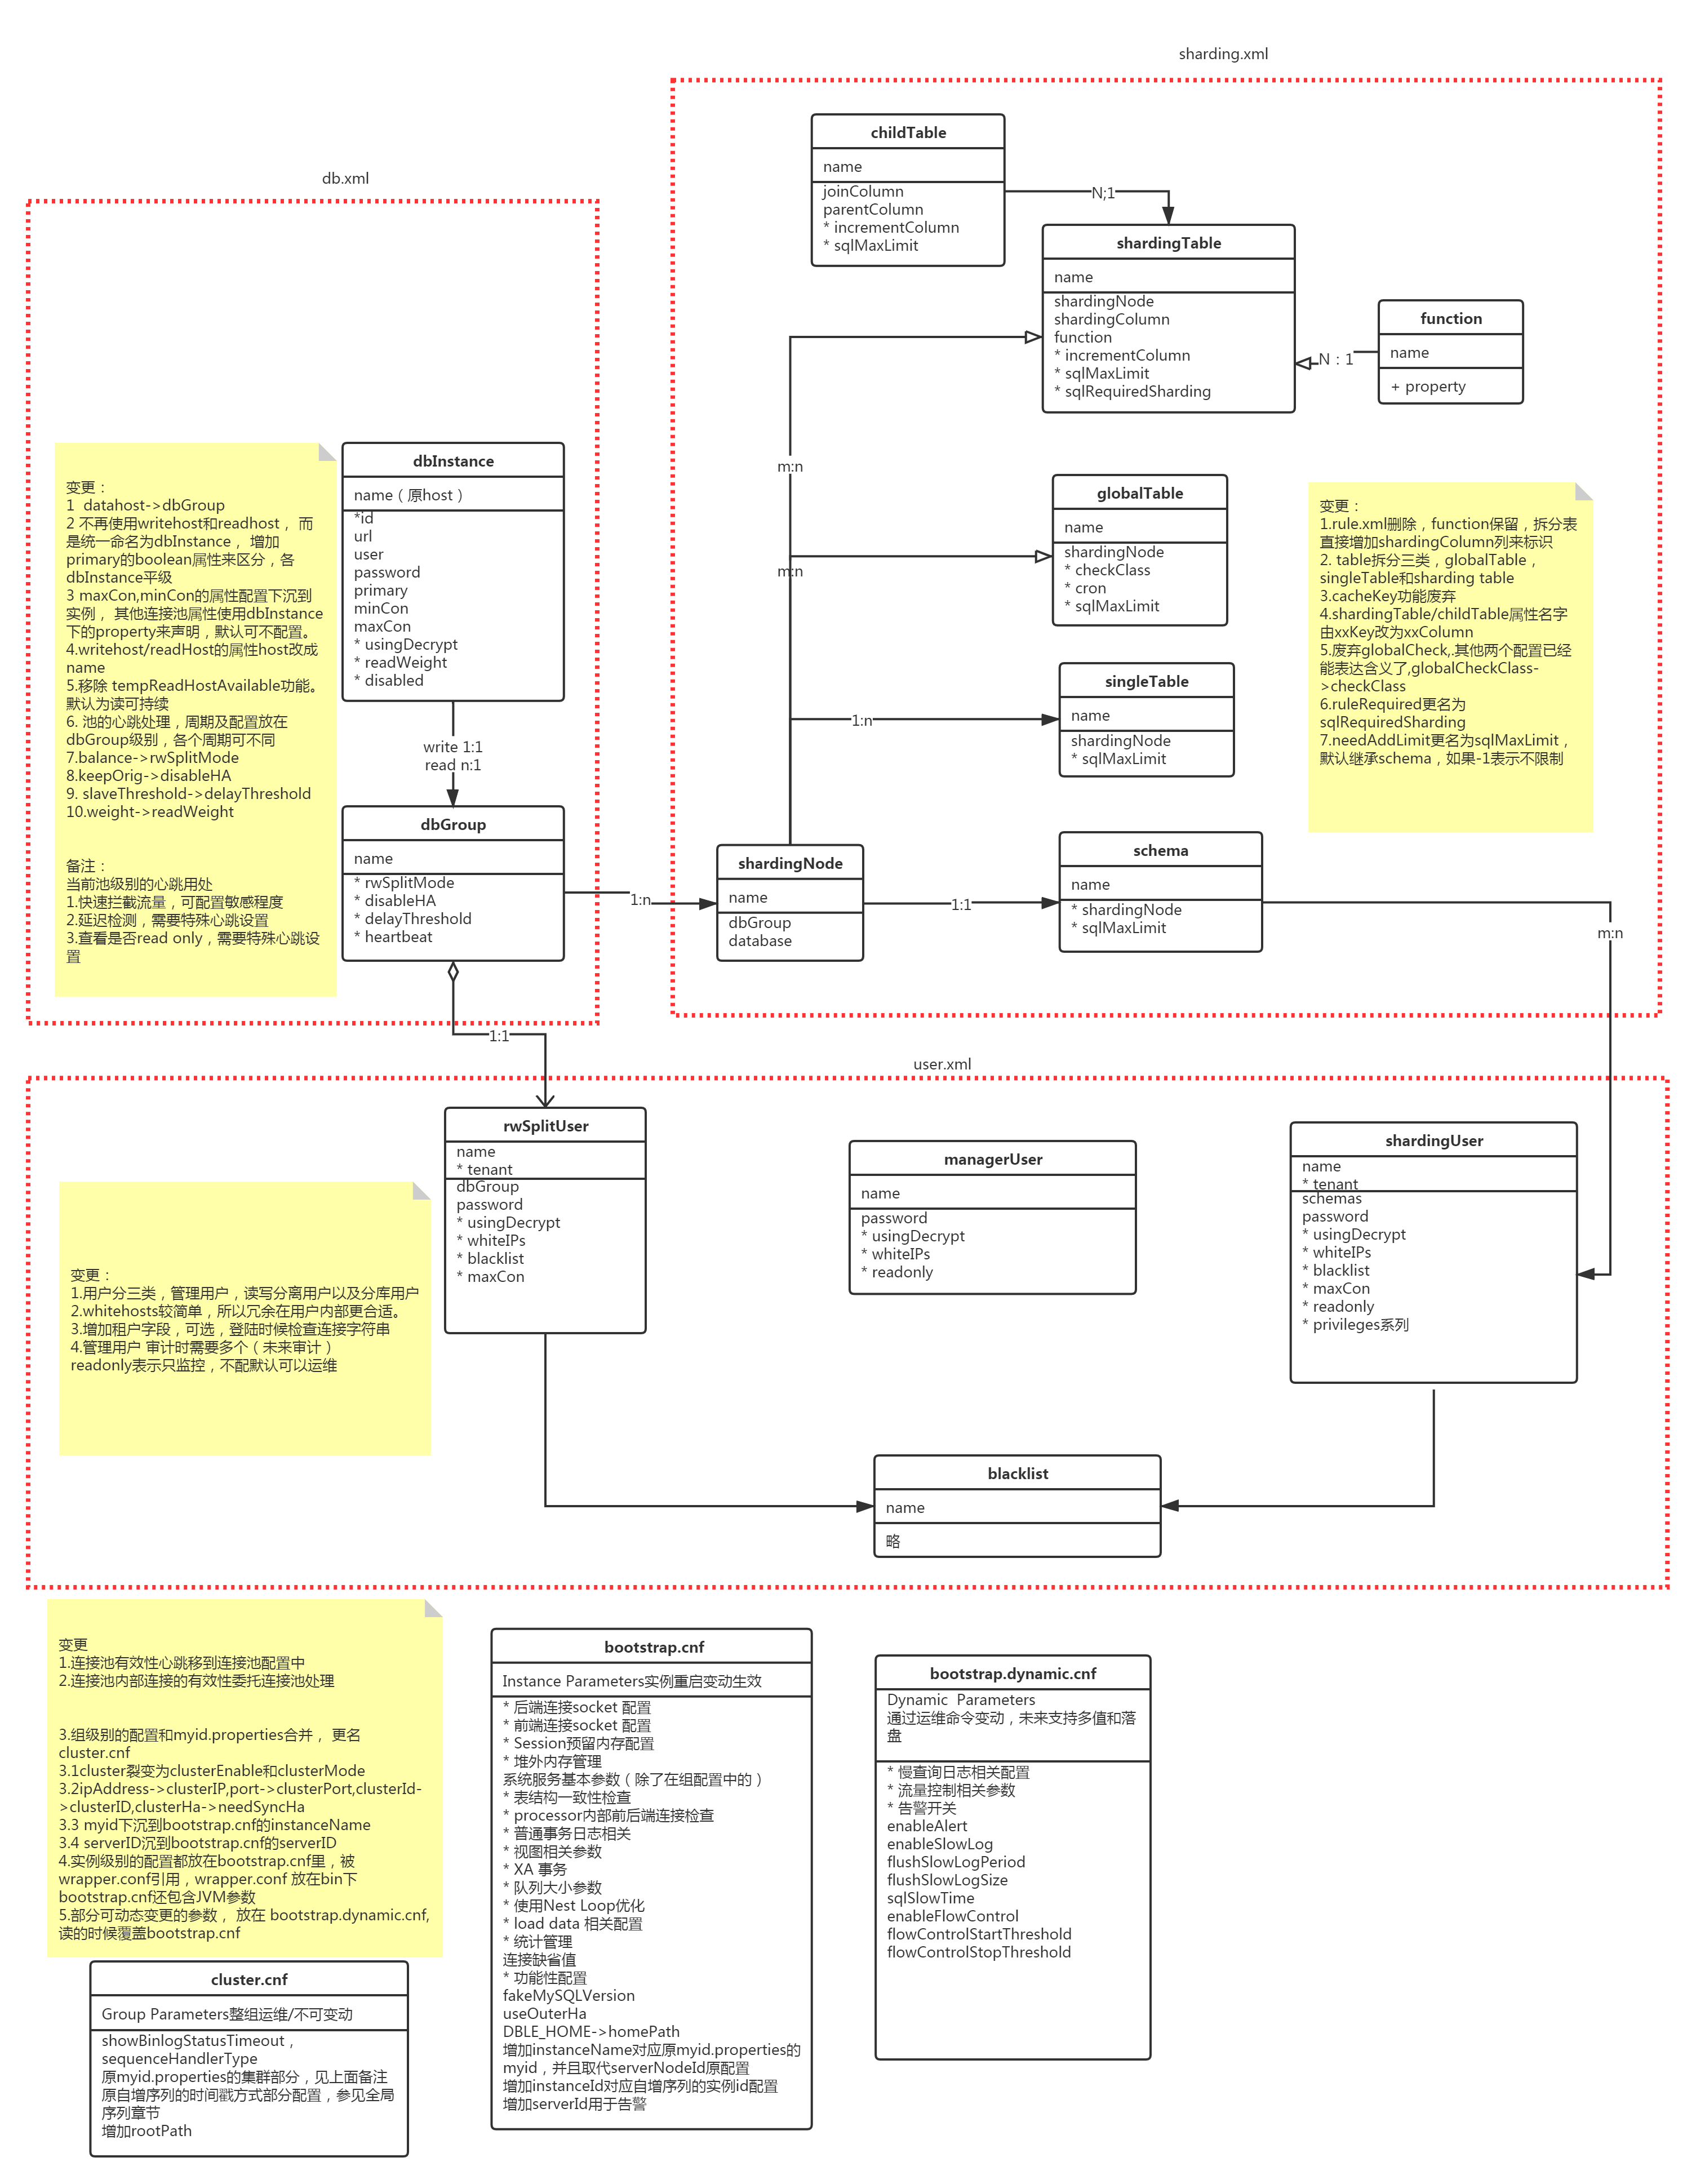 sharding.xml
childTable
name
joinColumn
parentColumn
* incrementColumn
* sqlMaxLimit
N;1
shardingTable
name
shardingNode
shardingColumn
function
* incrementColumn
* sqlMaxLimit
* sqlRequiredSharding
function
name
+ property
N：1
m:n
globalTable
name
shardingNode
* checkClass
* cron
* sqlMaxLimit
m:n
singleTable
name
shardingNode
* sqlMaxLimit
1:n
变更：
1.rule.xml删除，function保留，拆分表
直接增加shardingColumn列来标识
2. table拆分三类，globalTable，
singleTable和sharding table
3.cacheKey功能废弃
4.shardingTable/childTable属性名字
由xxKey改为xxColumn
5.废弃globalCheck,.其他两个配置已经
能表达含义了,globalCheckClass-
>checkClass
6.ruleRequired更名为
sqlRequiredSharding
7.needAddLimit更名为sqlMaxLimit，
默认继承schema，如果-1表示不限制
shardingNode
name
dbGroup
database
1:1
schema
name
* shardingNode
* sqlMaxLimit
m:n
db.xml
变更：
1  datahost->dbGroup
2 不再使用writehost和readhost， 而
是统一命名为dbInstance， 增加
primary的boolean属性来区分，各
dbInstance平级
3 maxCon,minCon的属性配置下沉到
实例， 其他连接池属性使用dbInstance
下的property来声明，默认可不配置。
4.writehost/readHost的属性host改成
name
5.移除 tempReadHostAvailable功能。
默认为读可持续
6. 池的心跳处理，周期及配置放在
dbGroup级别，各个周期可不同
7.balance->rwSplitMode
8.keepOrig->disableHA
9. slaveThreshold->delayThreshold
10.weight->readWeight
备注：
当前池级别的心跳用处
1.快速拦截流量，可配置敏感程度
2.延迟检测，需要特殊心跳设置
3.查看是否read only，需要特殊心跳设
置
dbInstance
name（原host）
*id
url
user
password
primary
minCon
maxCon
* usingDecrypt
* readWeight
* disabled
write 1:1
read n:1
dbGroup
name
* rwSplitMode
* disableHA
* delayThreshold
* heartbeat
1:n
1:1
user.xml
变更：
1.用户分三类，管理用户，读写分离用户以及分库用户
2.whitehosts较简单，所以冗余在用户内部更合适。
3.增加租户字段，可选，登陆时候检查连接字符串
4.管理用户 审计时需要多个（未来审计）
readonly表示只监控，不配默认可以运维
rwSplitUser
name
* tenant
dbGroup
password
* usingDecrypt
* whiteIPs
* blacklist
* maxCon
managerUser
name
password
* usingDecrypt
* whiteIPs
* readonly
shardingUser
name
* tenant
schemas
password
* usingDecrypt
* whiteIPs
* blacklist
* maxCon
* readonly
* privileges系列
blacklist
name
略
变更
1.连接池有效性心跳移到连接池配置中
2.连接池内部连接的有效性委托连接池处理
3.组级别的配置和myid.properties合并， 更名
cluster.cnf
3.1cluster裂变为clusterEnable和clusterMode
3.2ipAddress->clusterIP,port->clusterPort,clusterId-
>clusterID,clusterHa->needSyncHa
3.3 myid下沉到bootstrap.cnf的instanceName
3.4 serverID沉到bootstrap.cnf的serverID
4.实例级别的配置都放在bootstrap.cnf里，被
wrapper.conf引用，wrapper.conf 放在bin下
bootstrap.cnf还包含JVM参数
5.部分可动态变更的参数， 放在 bootstrap.dynamic.cnf,
读的时候覆盖bootstrap.cnf
cluster.cnf
Group Parameters整组运维/不可变动
showBinlogStatusTimeout，
sequenceHandlerType
原myid.properties的集群部分，见上面备注
原自增序列的时间戳方式部分配置，参见全局
序列章节
增加rootPath
bootstrap.cnf
Instance Parameters实例重启变动生效
* 后端连接socket 配置
* 前端连接socket 配置
* Session预留内存配置
* 堆外内存管理
系统服务基本参数（除了在组配置中的）
* 表结构一致性检查
* processor内部前后端连接检查
* 普通事务日志相关
* 视图相关参数
* XA 事务
* 队列大小参数
* 使用Nest Loop优化
* load data 相关配置
* 统计管理
连接缺省值
* 功能性配置
fakeMySQLVersion
useOuterHa
DBLE_HOME->homePath
增加instanceName对应原myid.properties的
myid，并且取代serverNodeId原配置
增加instanceId对应自增序列的实例id配置
增加serverId用于告警
bootstrap.dynamic.cnf
Dynamic  Parameters
通过运维命令变动，未来支持多值和落
盘
* 慢查询日志相关配置
* 流量控制相关参数
* 告警开关
enableAlert
enableSlowLog
flushSlowLogPeriod
flushSlowLogSize
sqlSlowTime
enableFlowControl
flowControlStartThreshold
flowControlStopThreshold